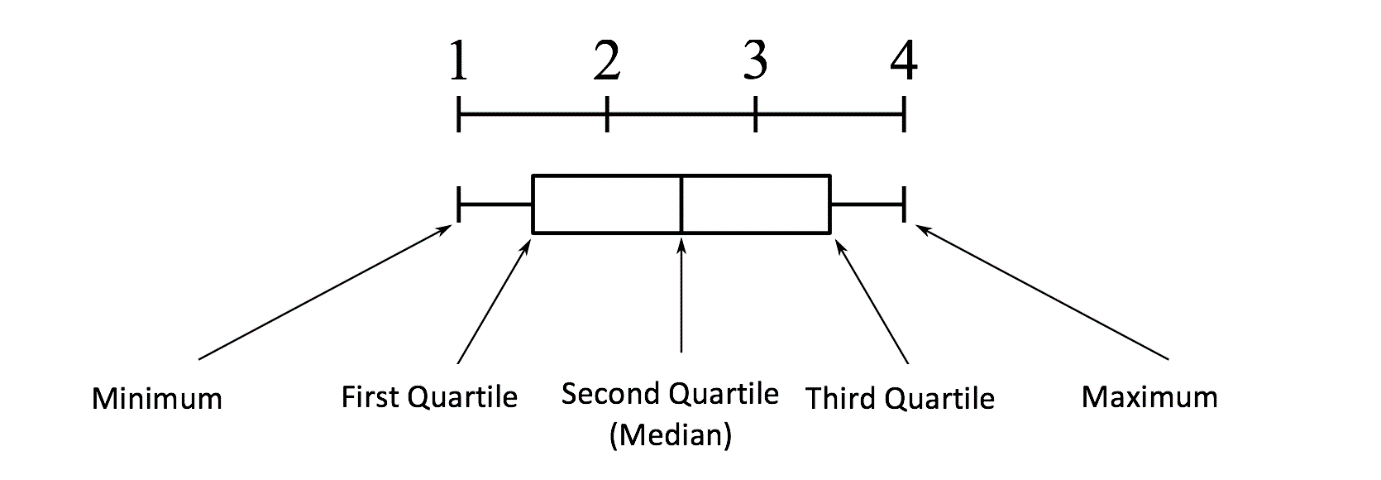 1 2 3 4
Minimum
First Quartile
Second Quartile
(Median)
Third Quartile
Maximum